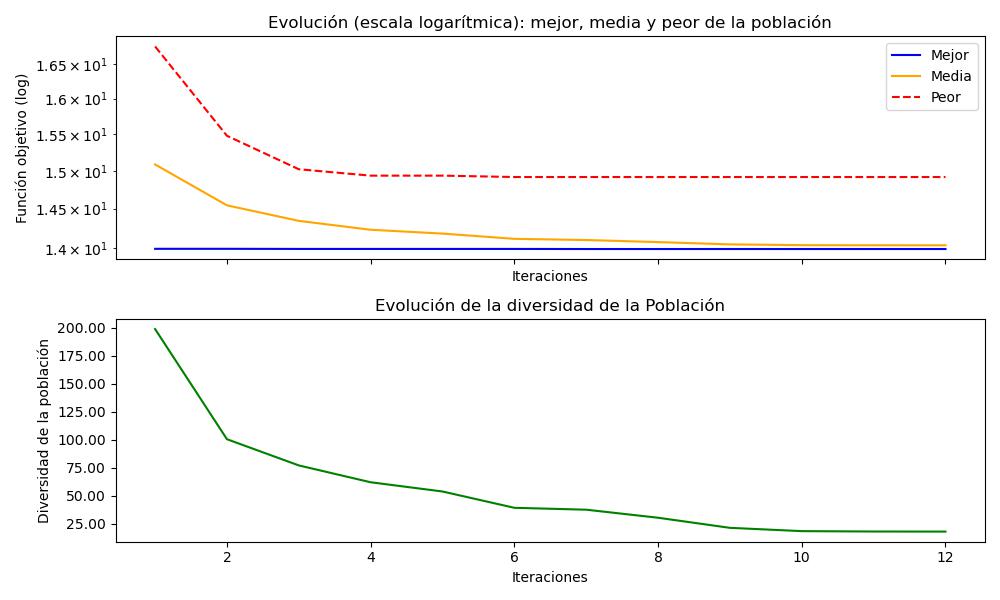 Evolución (escala logarítmica): mejor, media y peor de la población
Función objetivo (log)
1.65 × 10¹
1.6 × 10¹
1.55 × 10¹
1.5 × 10¹
1.45 × 10¹
1.4 × 10¹
Mejor
Media
Peor
Iteraciones
Evolución de la diversidad de la Población
Diversidad de la población
200.00
175.00
150.00
125.00
100.00
75.00
50.00
25.00
2 4 6 8 10 12
Iteraciones